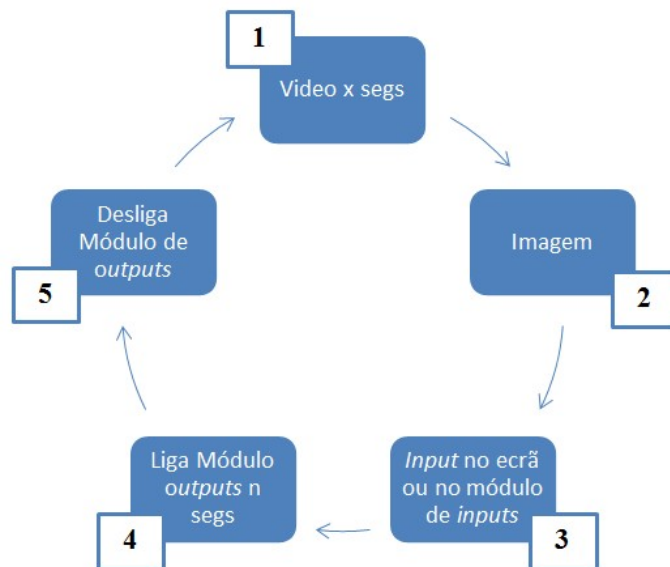 1
Video x segs
2
Imagem
3
Input no ecrã
ou no módulo
de inputs
4
Liga Módulo
outputs n
segs
5
Desliga
Módulo de
outputs